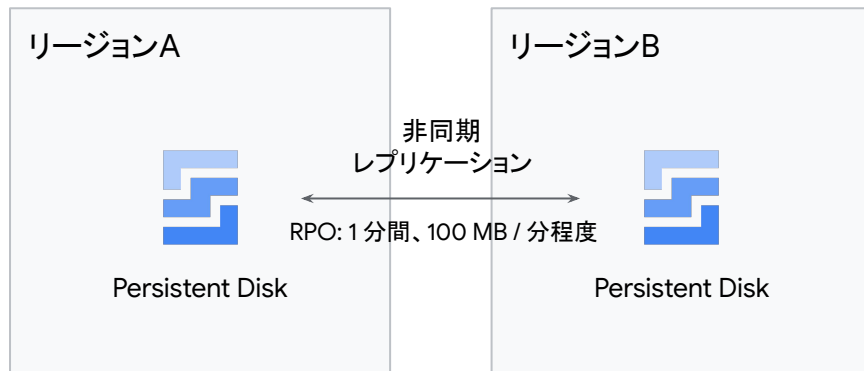 リージョンA
リージョンB
非同期
レプリケーション
RPO: 1 分間、100 MB / 分程度
Persistent Disk
Persistent Disk